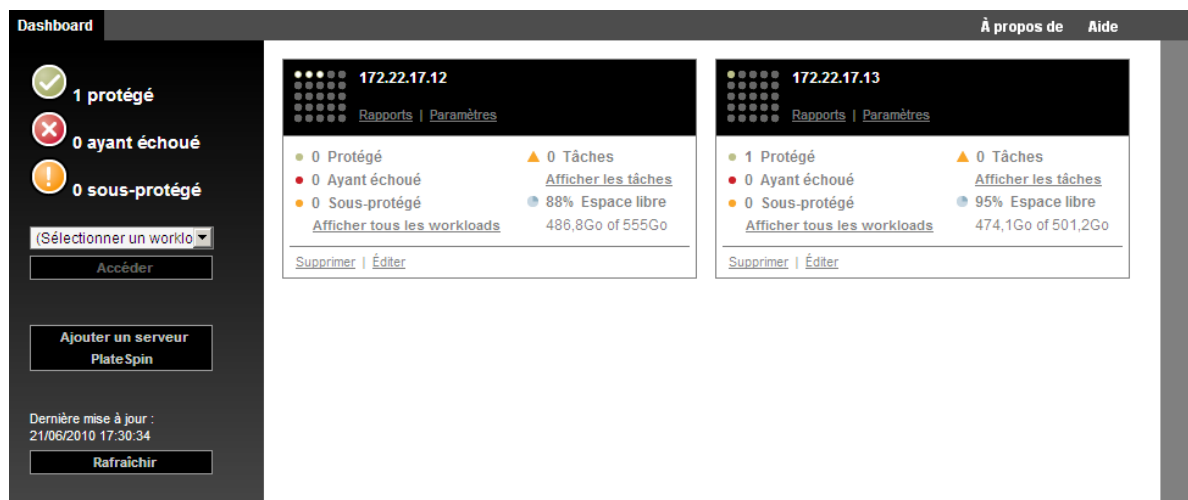 Dashboard
À propos de Aide
1 protégé
0 ayant échoué
0 sous-protégé
(Sélectionner un worklo
Accéder
Ajouter un serveur
PlateSpin
Dernière mise à jour :
21/06/2010 17:30:34
Rafraîchir
172.22.17.12
Rapports | Paramètres
0 Protégé
0 Tâches
0 Ayant échoué
Afficher les tâches
0 Sous-protégé
88% Espace libre
Afficher tous les workloads
486,8Go of 555Go
Supprimer | Éditer
172.22.17.13
Rapports | Paramètres
1 Protégé
0 Tâches
0 Ayant échoué
Afficher les tâches
0 Sous-protégé
95% Espace libre
Afficher tous les workloads
474,1Go of 501,2Go
Supprimer | Éditer